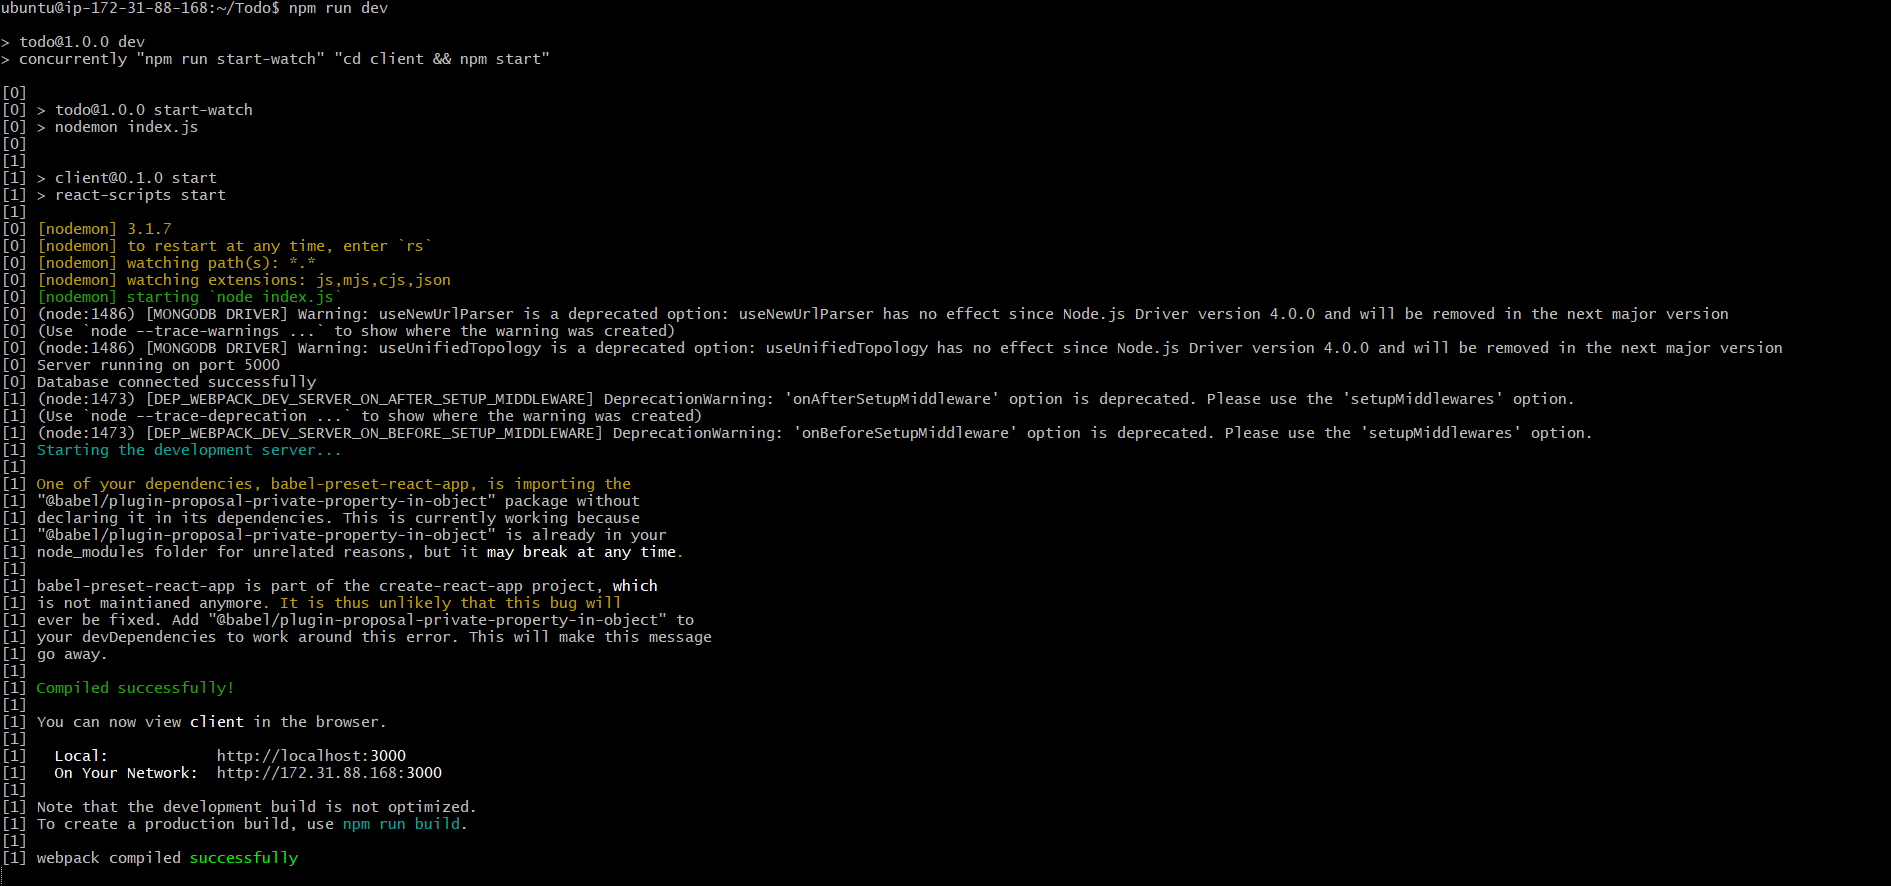 ubuntu@ip-172-31-88-168:~/Todo$ npm run dev
> todo@1.0.0 dev
> concurrently "npm run start-watch" "cd client && npm start"
[0]
[0] > todo@1.0.0 start-watch
[0] > nodemon index.js
[0]
[1]
[1] > client@0.1.0 start
[1] > react-scripts start
[1]
[0] [nodemon] 3.1.7
[0] [nodemon] to restart at any time, enter `rs`
[0] [nodemon] watching path(s): *.*
[0] [nodemon] watching extensions: js,mjs,cjs,json
[0] [nodemon] starting `node index.js`
[0] (node:1486) [MONGODB DRIVER] Warning: useNewUrlParser is a deprecated option: useNewUrlParser has no effect since Node.js Driver version 4.0.0 and will be removed in the next major version
[0] (Use `node --trace-warnings ...` to show where the warning was created)
[0] (node:1486) [MONGODB DRIVER] Warning: useUnifiedTopology is a deprecated option: useUnifiedTopology has no effect since Node.js Driver version 4.0.0 and will be removed in the next major version
[0] Server running on port 5000
[0] Database connected successfully
[1] (node:1473) [DEP_WEBPACK_DEV_SERVER_ON_AFTER_SETUP_MIDDLEWARE] DeprecationWarning: 'onAfterSetupMiddleware' option is deprecated. Please use the 'setupMiddlewares' option.
[1] (Use `node --trace-deprecation ...` to show where the warning was created)
[1] (node:1473) [DEP_WEBPACK_DEV_SERVER_ON_BEFORE_SETUP_MIDDLEWARE] DeprecationWarning: 'onBeforeSetupMiddleware' option is deprecated. Please use the 'setupMiddlewares' option.
[1] Starting the development server...
[1]
[1] One of your dependencies, babel-preset-react-app, is importing the
[1] "@babel/plugin-proposal-private-property-in-object" package without
[1] declaring it in its dependencies. This is currently working because
[1] "@babel/plugin-proposal-private-property-in-object" is already in your
[1] node_modules folder for unrelated reasons, but it may break at any time.
[1]
[1] babel-preset-react-app is part of the create-react-app project, which
[1] is not maintianed anymore. It is thus unlikely that this bug will
[1] ever be fixed. Add "@babel/plugin-proposal-private-property-in-object" to
[1] your devDependencies to work around this error. This will make this message
[1] go away.
[1]
[1] Compiled successfully!
[1]
[1] You can now view client in the browser.
[1]
[1] Local: http://localhost:3000
[1] On Your Network: http://172.31.88.168:3000
[1]
[1] Note that the development build is not optimized.
[1] To create a production build, use npm run build.
[1]
[1] webpack compiled successfully